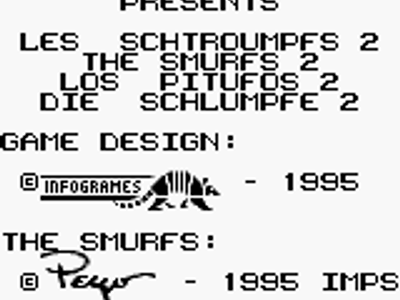 PRESENTS
LES SCHTROUMPFS 2
THE SMURFS 2
LOS PITUFOS 2
DIE SCHLUMPFE 2
GAME DESIGN:
© INFOGRAMES - 1995
THE SMURFS:
© Peyo - 1995 IMPS